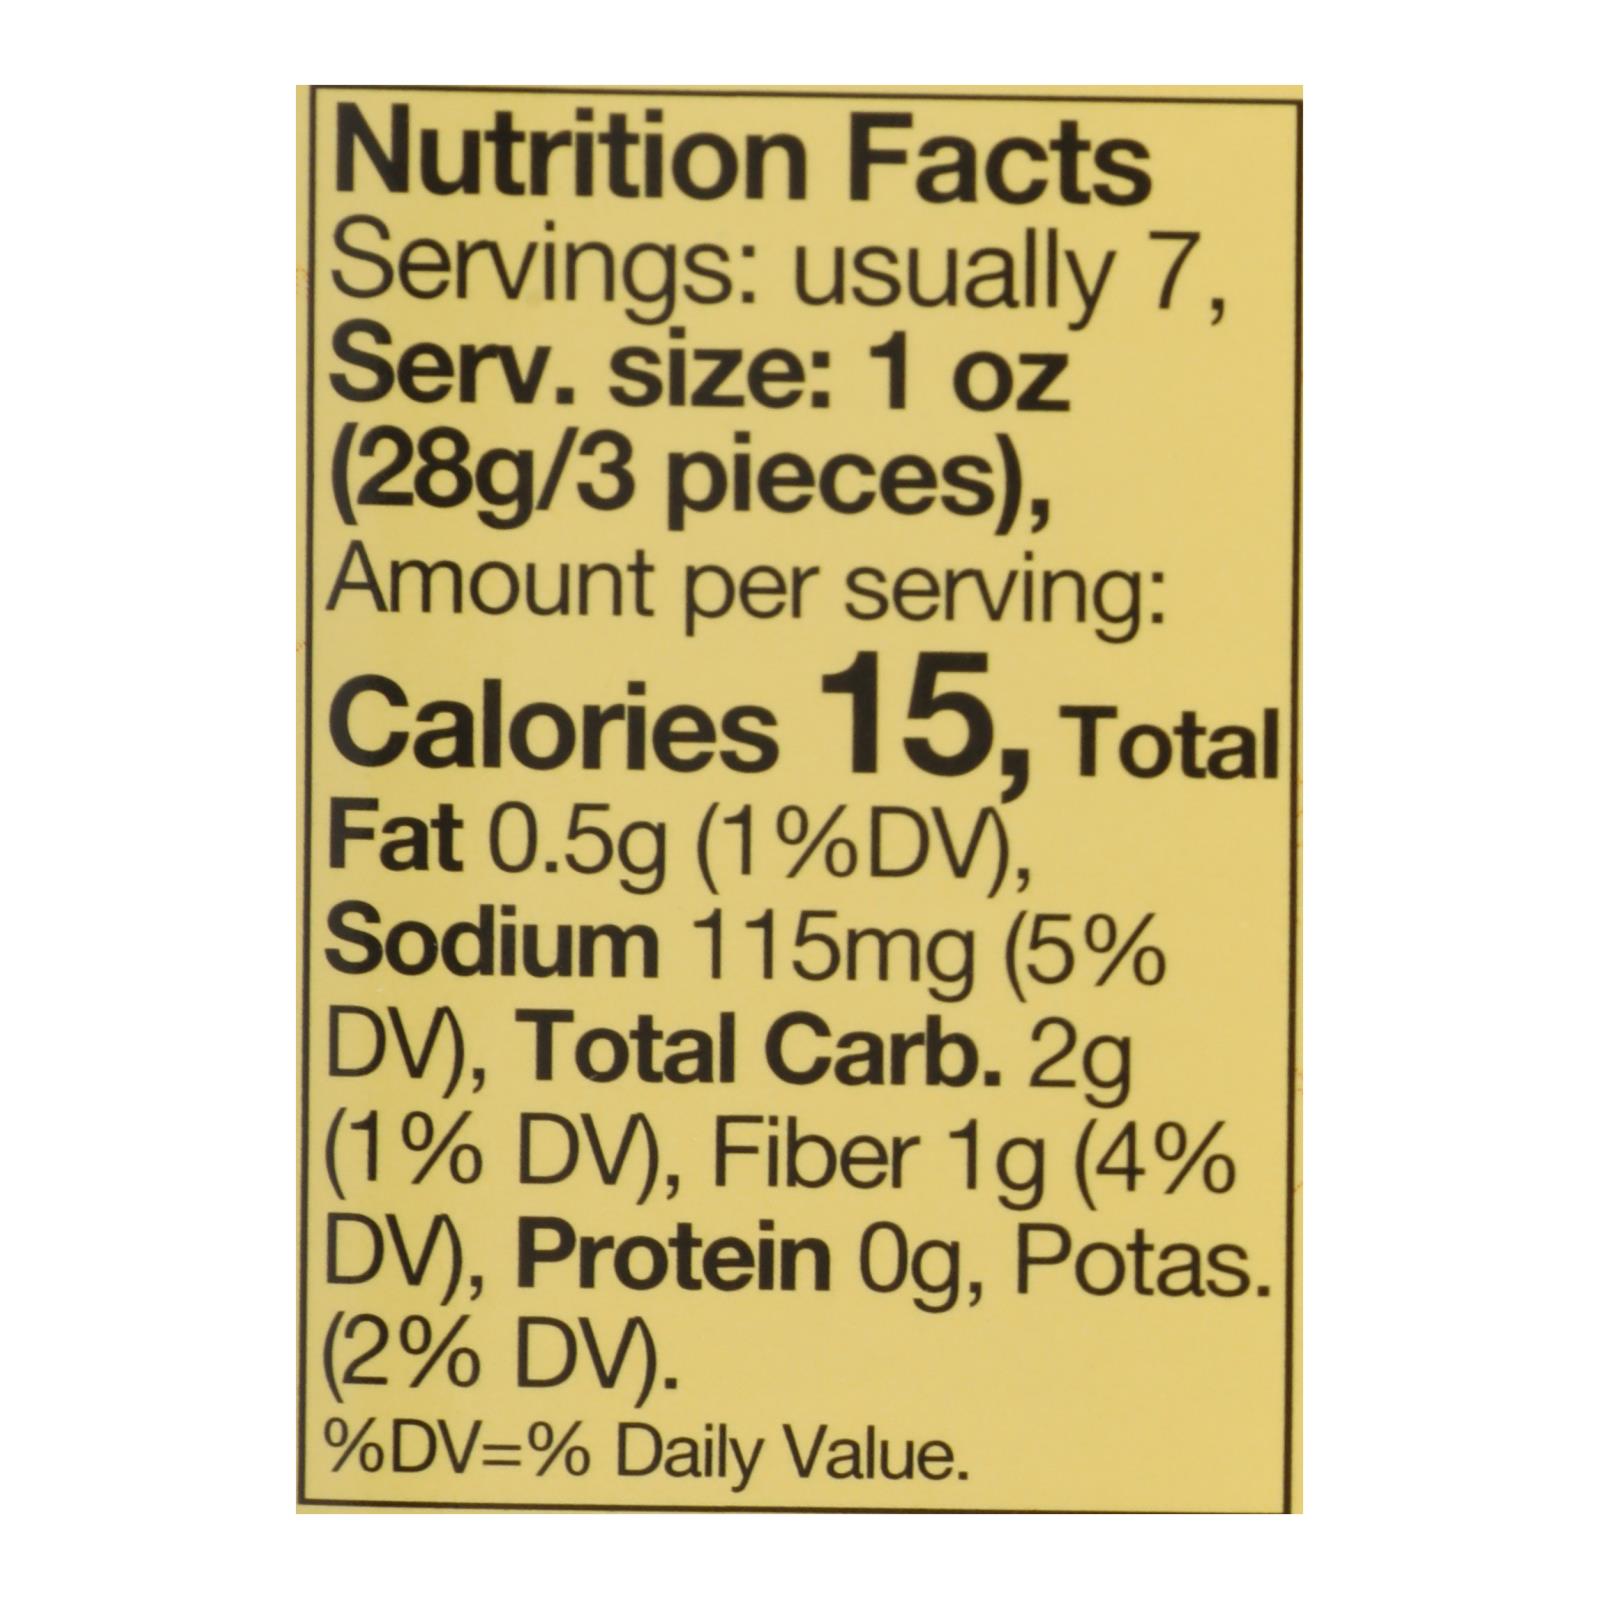 Nutrition Facts
Servings: usually 7,
Serv. size: 1 oz
(28g/3 pieces),
Amount per serving:
Calories 15, Total
Fat 0.5g (1%DV),
Sodium 115mg (5%
DV), Total Carb. 2g
(1% DV), Fiber 1g (4%
DV), Protein 0g, Potas.
(2% DV).
%DV=% Daily Value.